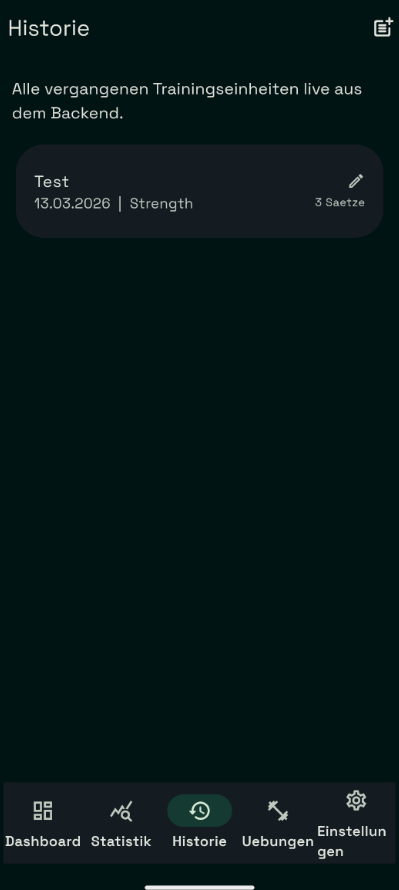 Historie
Alle vergangenen Trainingseinheiten live aus
dem Backend.
Test
13.03.2026 | Strength
3 Saetze
Dashboard
Statistik
Historie
Uebungen
Einstellun
gen